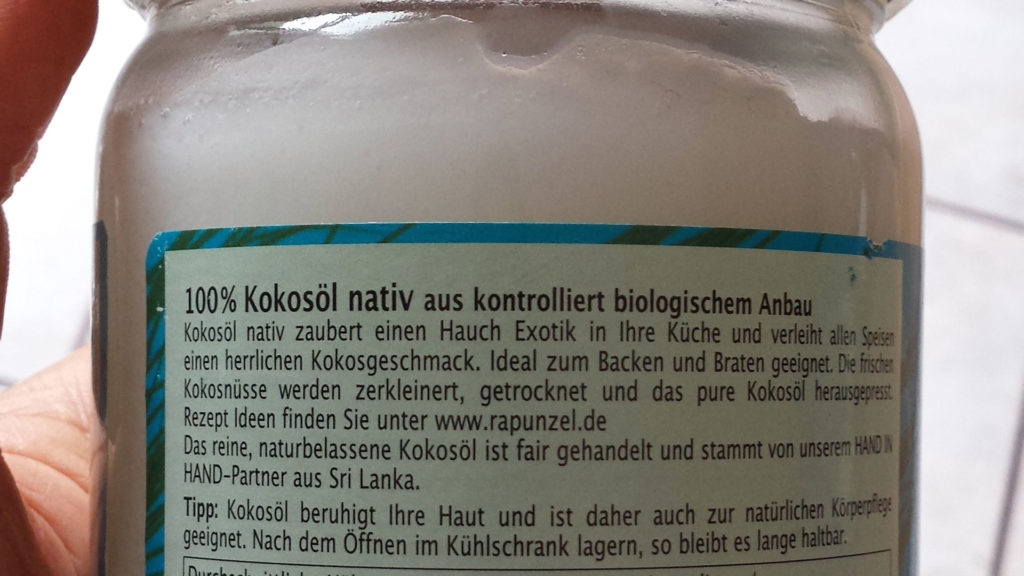 100% Kokosöl nativ aus kontrolliert biologischem Anbau
Kokosöl nativ zaubert einen Hauch Exotik in Ihre Küche und verleiht allen Speisen
einen herrlichen Kokosgeschmack. Ideal zum Backen und Braten geeignet. Die frischen
Kokosnüsse werden zerkleinert, getrocknet und das pure Kokosöl herausgepresst.
Rezept Ideen finden Sie unter www.rapunzel.de
Das reine, naturbelassene Kokosöl ist fair gehandelt und stammt von unserem HAND IN
HAND-Partner aus Sri Lanka.
Tipp: Kokosöl beruhigt Ihre Haut und ist daher auch zur natürlichen Körperpflege
geeignet. Nach dem Öffnen im Kühlschrank lagern, so bleibt es lange haltbar.